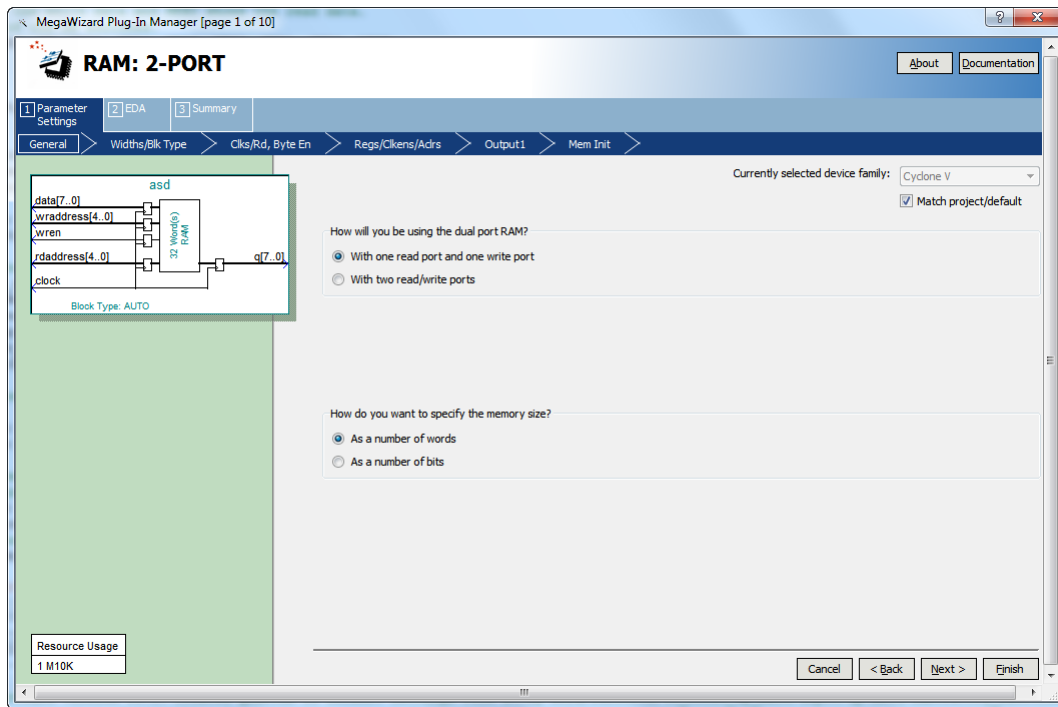 MegaWizard Plug-In Manager [page 1 of 10]
RAM: 2-PORT
About
Documentation
1 Parameter Settings
2 EDA
3 Summary
General
Widths/Blk Type
Clks/Rd, Byte En
Regs/Clkens/Aclrs
Output1
Mem Init
Currently selected device family:
Cyclone V
Match project/default
asd
data[7..0]
wraddress[4..0]
wren
rdaddress[4..0]
clock
32 Word(s)
RAM
q[7..0]
Block Type: AUTO
How will you be using the dual port RAM?
With one read port and one write port
With two read/write ports
How do you want to specify the memory size?
As a number of words
As a number of bits
Resource Usage
1 M10K
Cancel
< Back
Next >
Finish